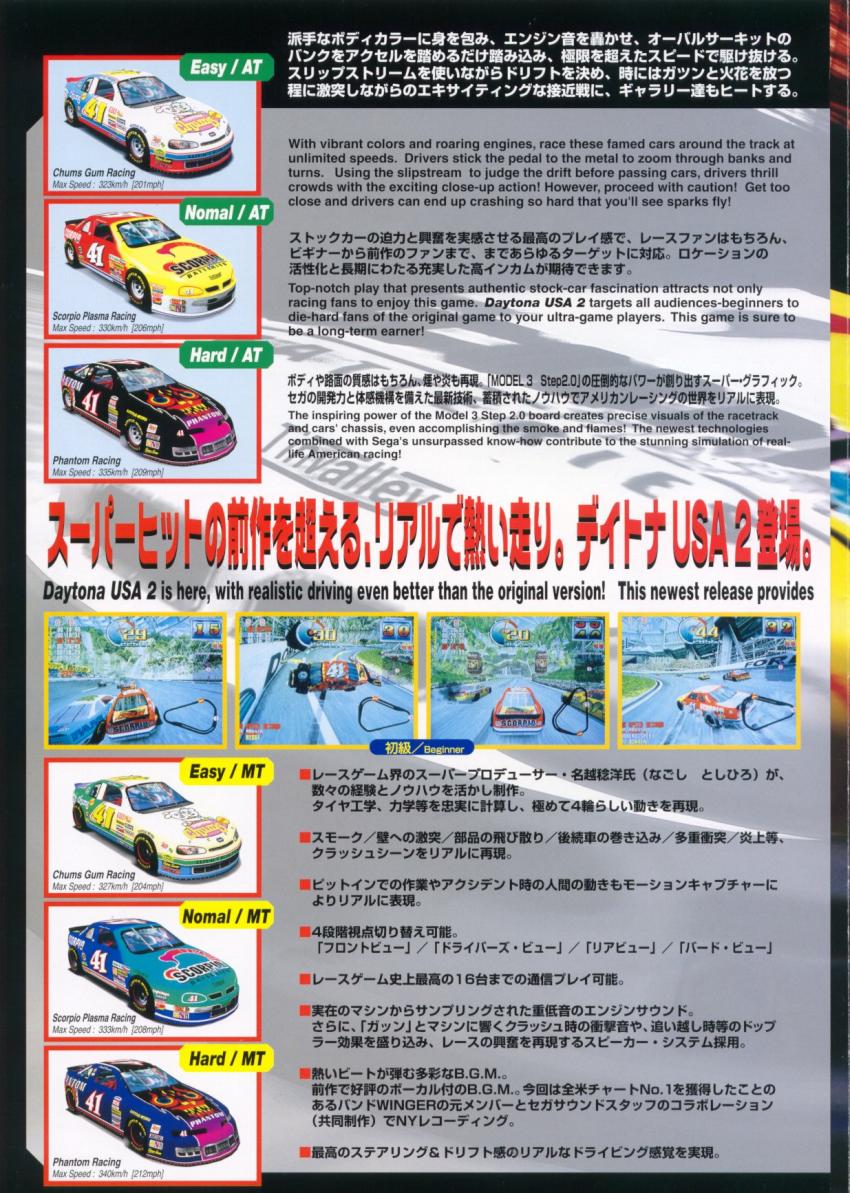 派手なボディカラーに身を包み、エンジン音を轟かせ、オーバルサーキットの
バンクをアクセルを踏めるだけ踏み込み、極限を超えたスピードで駆け抜ける。
スリップストリームを使いながらドリフトを決め、時にはガツンと火花を放つ
程に激突しながらのエキサイティングな接近戦に、ギャラリー達もヒートする。
Easy / AT
Chums Gum Racing
Max Speed : 323km/h [201mph]
With vibrant colors and roaring engines, race these famed cars around the track at
unlimited speeds. Drivers stick the pedal to the metal to zoom through banks and
turns. Using the slipstream to judge the drift before passing cars, drivers thrill
crowds with the exciting close-up action! However, proceed with caution! Get too
close and drivers can end up crashing so hard that you'll see sparks fly!
Nomal / AT
41
SCORPIO
BATTERIES
Scorpio Plasma Racing
Max Speed : 330km/h [206mph]
ストックカーの迫力と興奮を実感させる最高のプレイ感で、レースファンはもちろん、
ビギナーから前作のファンまで、まであらゆるターゲットに対応。ロケーションの
活性化と長期にわたる充実した高インカムが期待できます。
Top-notch play that presents authentic stock-car fascination attracts not only
racing fans to enjoy this game. Daytona USA 2 targets all audiences-beginners to
die-hard fans of the original game to your ultra-game players. This game is sure to
be a long-term earner!
Hard / AT
41
PHANTOM
Phantom Racing
Max Speed : 335km/h [209mph]
ボディや路面の質感はもちろん、煙や炎も再現。「MODEL 3 Step2.0」の圧倒的なパワーが創り出すスーパー・グラフィック。
セガの開発力と体感機構を備えた最新技術、蓄積されたノウハウでアメリカンレーシングの世界をリアルに表現。
The inspiring power of the Model 3 Step 2.0 board creates precise visuals of the racetrack
and cars' chassis, even accomplishing the smoke and flames! The newest technologies
combined with Sega's unsurpassed know-how contribute to the stunning simulation of real-
life American racing!
スーパーヒットの前作を超える、リアルで熱い走り。デイトナUSA 2登場。
Daytona USA 2 is here, with realistic driving even better than the original version! This newest release provides
29
15
30
30
41
20
SCORPIO
44
32
初級／Beginner
Easy / MT
41
Chums Gum Racing
Max Speed : 327km/h [204mph]
Nomal / MT
41
SCORPIO
Scorpio Plasma Racing
Max Speed : 333km/h [208mph]
Hard / MT
41
PHANTOM
Phantom Racing
Max Speed : 340km/h [212mph]
■レースゲーム界のスーパープロデューサー・名越稔洋氏（なごし としひろ）が、
数々の経験とノウハウを活かし制作。
タイヤ工学、力学等を忠実に計算し、極めて4輪らしい動きを再現。
■スモーク／壁への激突／部品の飛び散り／後続車の巻き込み／多重衝突／炎上等、
クラッシュシーンをリアルに再現。
■ピットインでの作業やアクシデント時の人間の動きもモーションキャプチャーに
よりリアルに表現。
■4段階視点切り替え可能。
「フロントビュー」／「ドライバーズ・ビュー」／「リアビュー」／「バード・ビュー」
■レースゲーム史上最高の16台までの通信プレイ可能。
■実在のマシンからサンプリングされた重低音のエンジンサウンド。
さらに、「ガッン」とマシンに響くクラッシュ時の衝撃音や、追い越し時等のドップ
ラー効果を盛り込み、レースの興奮を再現するスピーカー・システム採用。
■熱いビートが弾む多彩なB.G.M.。
前作で好評のボーカル付のB.G.M.。今回は全米チャートNo.1を獲得したことの
あるバンドWINGERの元メンバーとセガサウンドスタッフのコラボレーション
（共同制作）でNYレコーディング。
■最高のステアリング＆ドリフト感のリアルなドライビング感覚を実現。